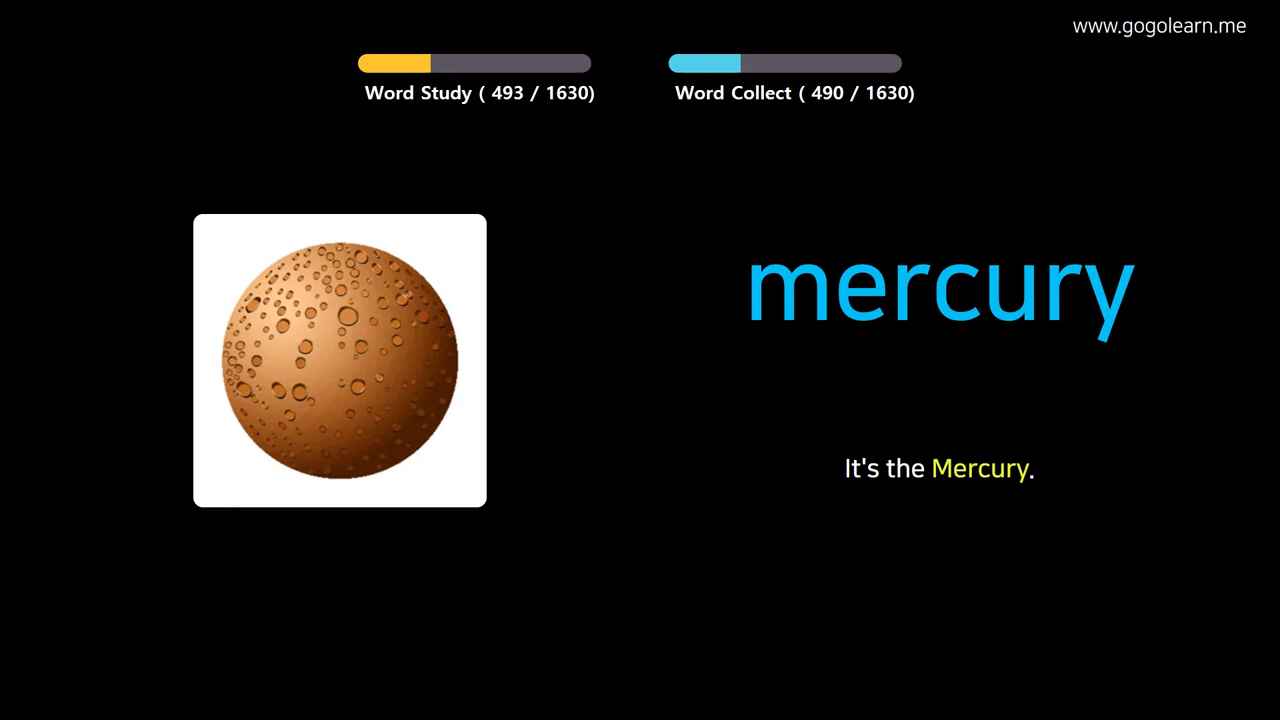 www.gogolearn.me
Word Study ( 493 / 1630)
Word Collect ( 490 / 1630)
mercury
It's the Mercury.